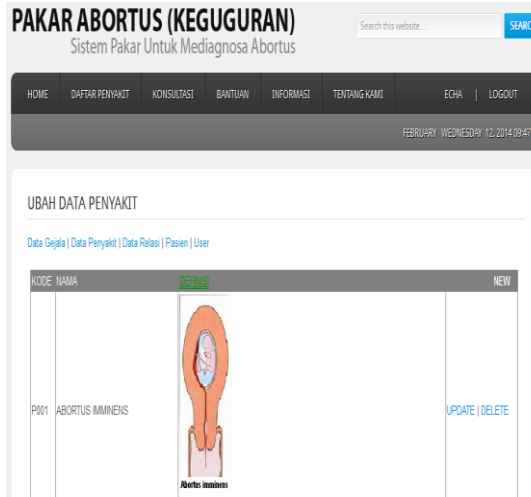 PAKAR ABORTUS (KEGUGURAN)
Sistem Pakar Untuk Mediagnosa Abortus
Search this website...
SEARC
HOME DAFTAR PENYAKIT KONSULTASI BANTUAN INFORMASI TENTANG KAMI ECHA | LOGOUT
FEBRUARY WEDNESDAY 12, 2014 09:47
UBAH DATA PENYAKIT
Data Gejala | Data Penyakit | Data Relasi | Pasien | User
KODE NAMA DEFINISI NEW
P001 ABORTUS IMMINENS UPDATE | DELETE
Abortus imminens